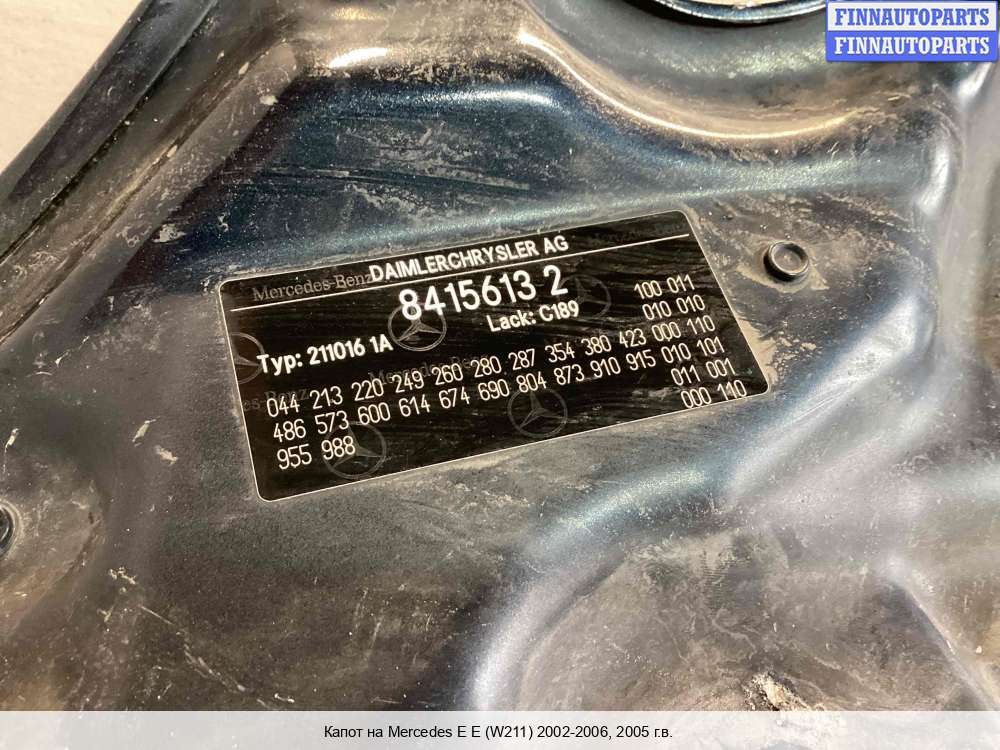 FINNAUTOPARTS
FINNAUTOPARTS
DAIMLERCHRYSLER AG
Mercedes-Benz
8415613 2
Typ: 211016 1A
Lack: C189
100 011
010 010
044 213 220 249 260 280 287 354 380 423 000 110
486 573 600 614 674 690 804 873 910 915 010 101
955 988
011 001
000 110
Капот на Mercedes E E (W211) 2002-2006, 2005 г.в.